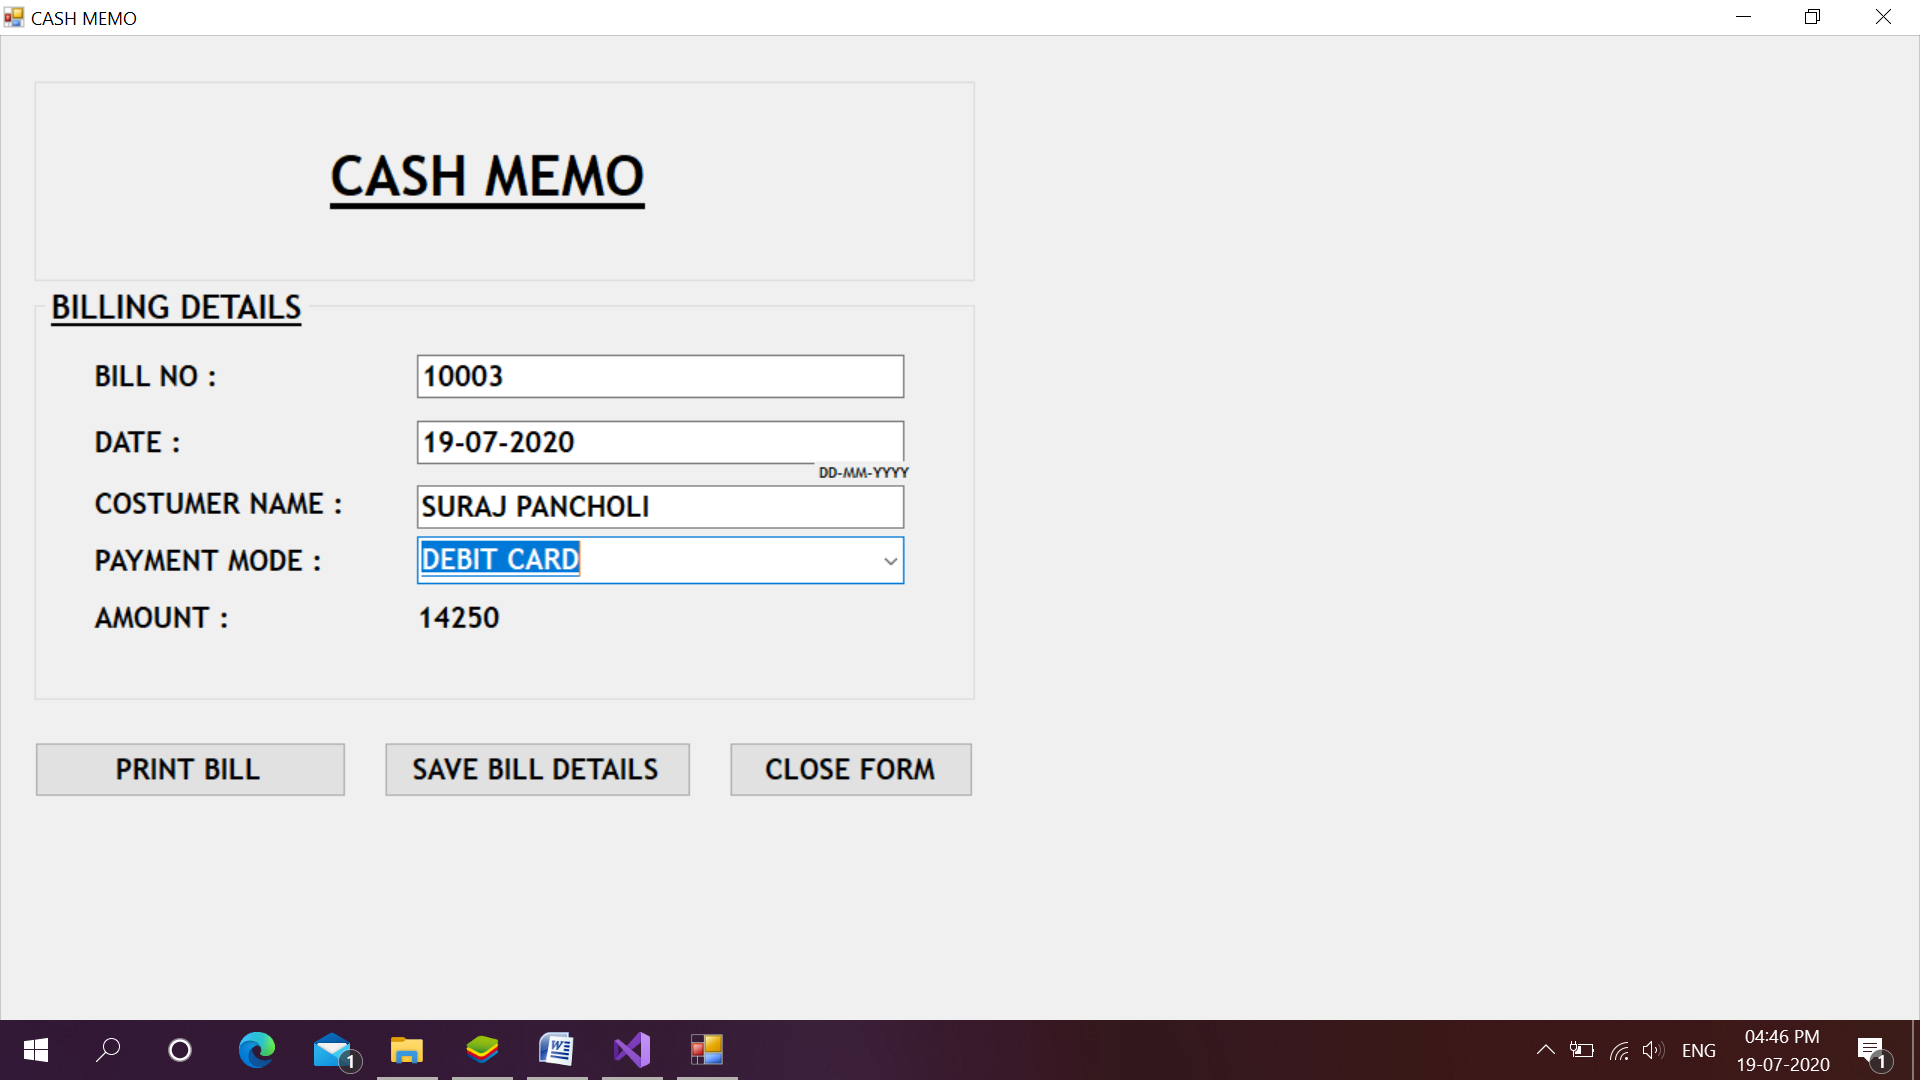 CASH MEMO
CASH MEMO
BILLING DETAILS
BILL NO : 10003
DATE : 19-07-2020
DD-MM-YYYY
COSTUMER NAME : SURAJ PANCHOLI
PAYMENT MODE : DEBIT CARD
AMOUNT : 14250
PRINT BILL SAVE BILL DETAILS CLOSE FORM
1 W ENG 04:46 PM 1
19-07-2020